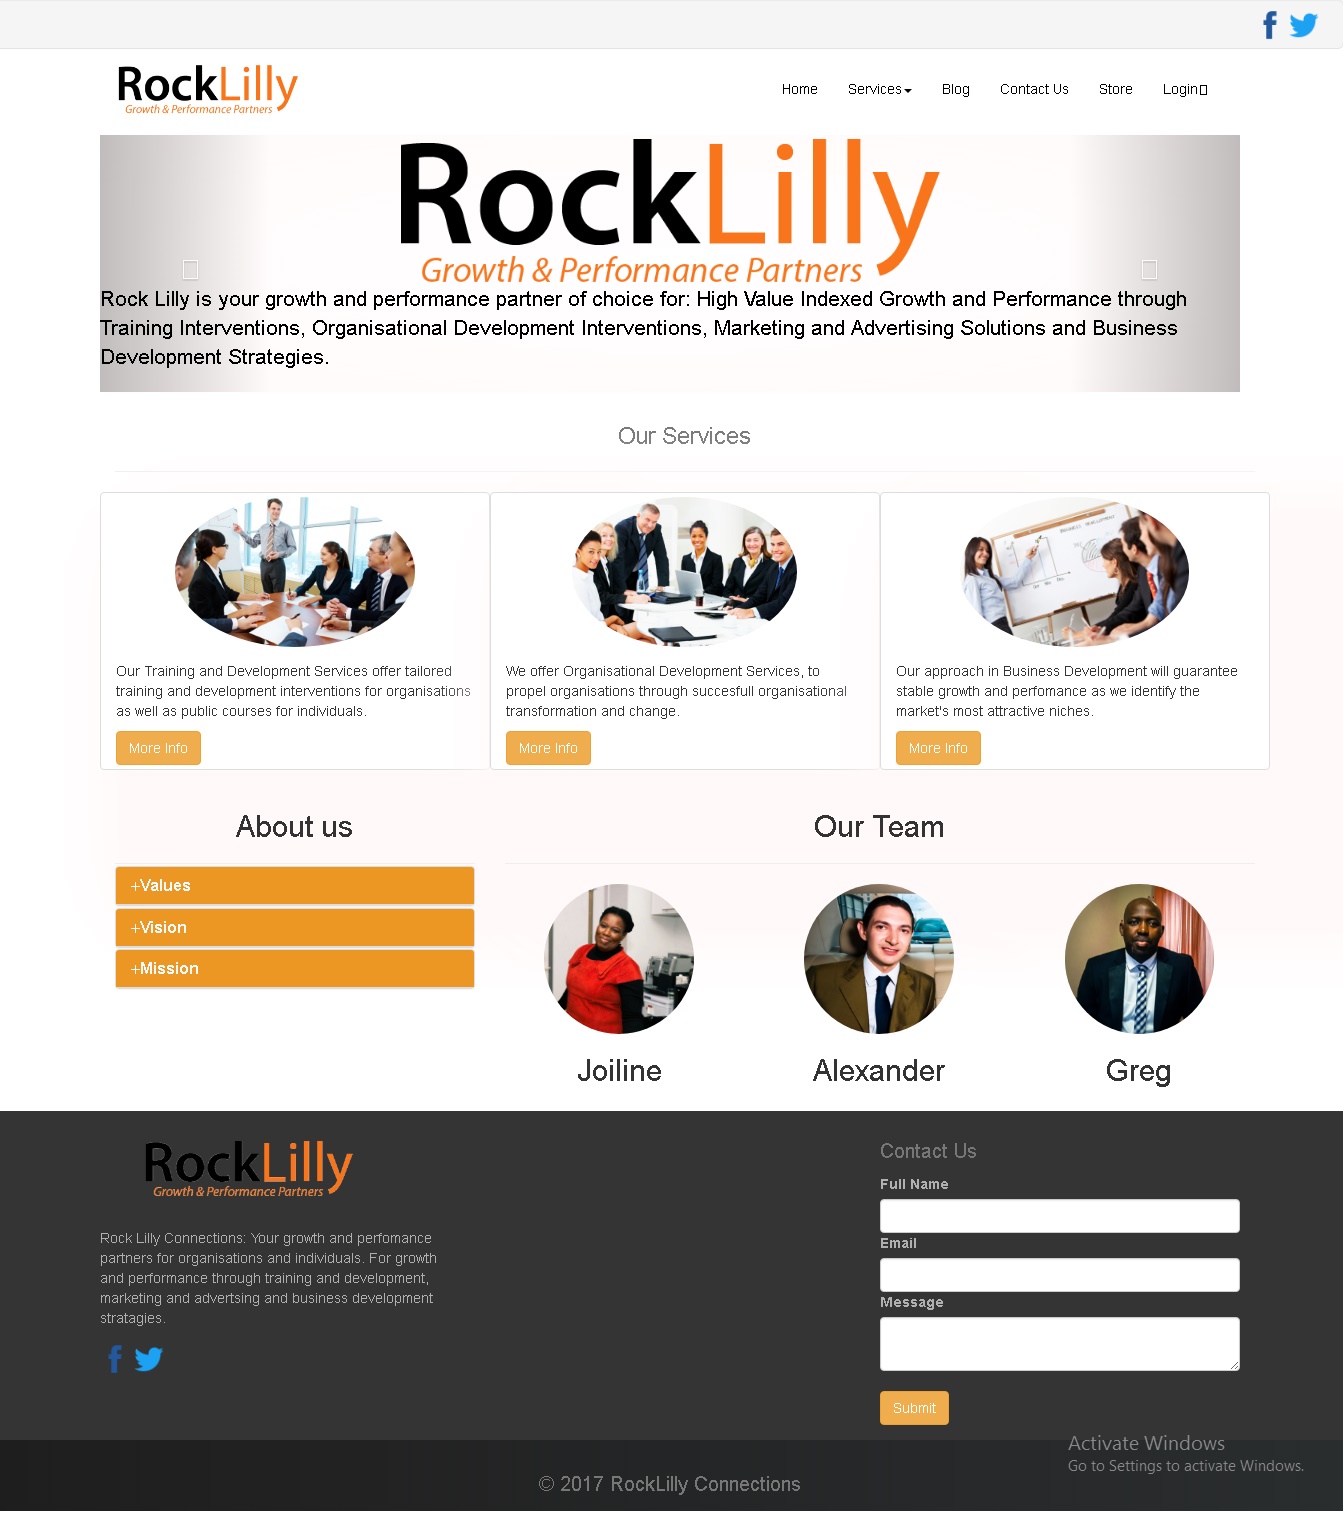 RockLilly
Growth & Performance Partners
Home Services Blog Contact Us Store Login
RockLilly
Growth & Performance Partners
Rock Lilly is your growth and performance partner of choice for: High Value Indexed Growth and Performance through
Training Interventions, Organisational Development Interventions, Marketing and Advertising Solutions and Business
Development Strategies.
Our Services
Our Training and Development Services offer tailored
training and development interventions for organisations
as well as public courses for individuals.
More Info
We offer Organisational Development Services, to
propel organisations through succesfull organisational
transformation and change.
More Info
Our approach in Business Development will guarantee
stable growth and perfomance as we identify the
market's most attractive niches.
More Info
About us
+Values
+Vision
+Mission
Our Team
Joiline
Alexander
Greg
RockLilly
Growth & Performance Partners
Rock Lilly Connections: Your growth and perfomance
partners for organisations and individuals. For growth
and performance through training and development,
marketing and advertsing and business development
stratagies.
Contact Us
Full Name
Email
Message
Submit
Activate Windows
Go to Settings to activate Windows.
© 2017 RockLilly Connections